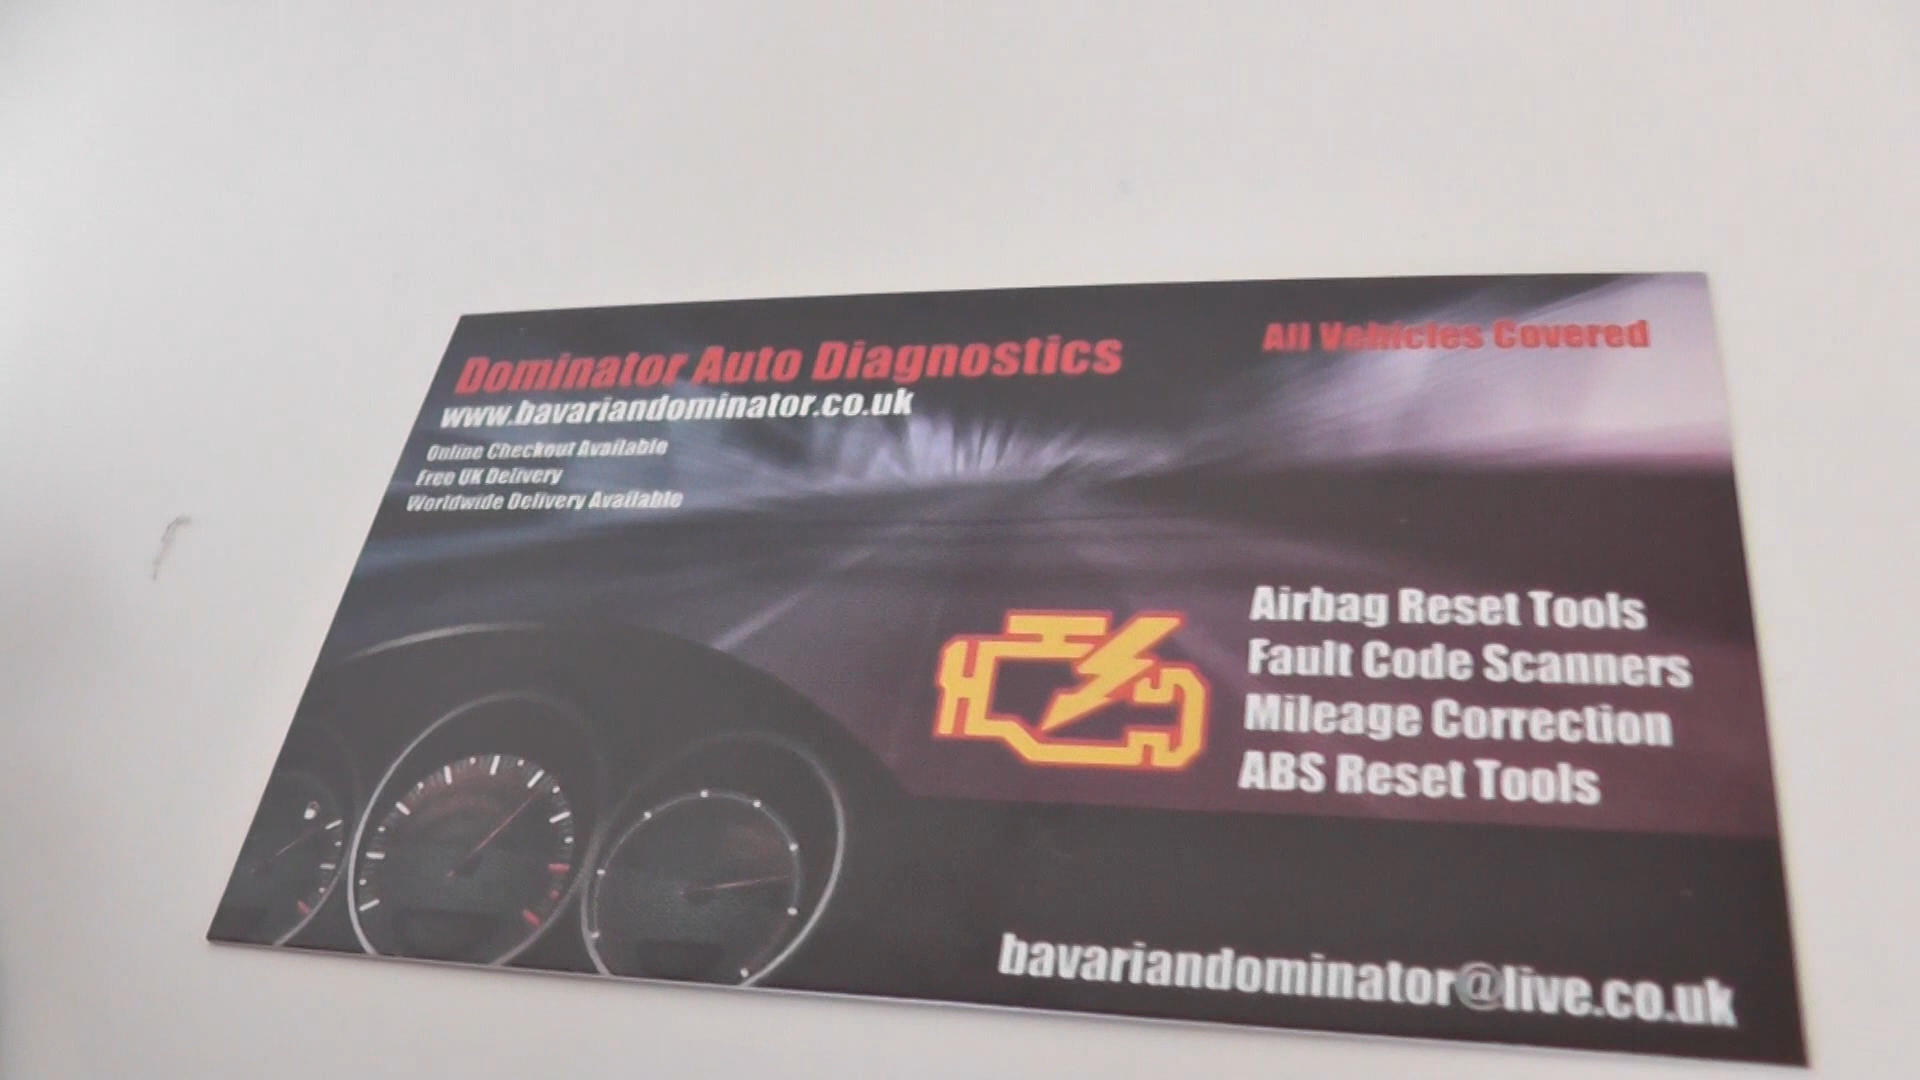 Dominator Auto Diagnostics
www.bavariandominator.co.uk
Online Checkout Available
Free UK Delivery
Worldwide Delivery Available
All Vehicles Covered
Airbag Reset Tools
Fault Code Scanners
Mileage Correction
ABS Reset Tools
bavariandominator@live.co.uk